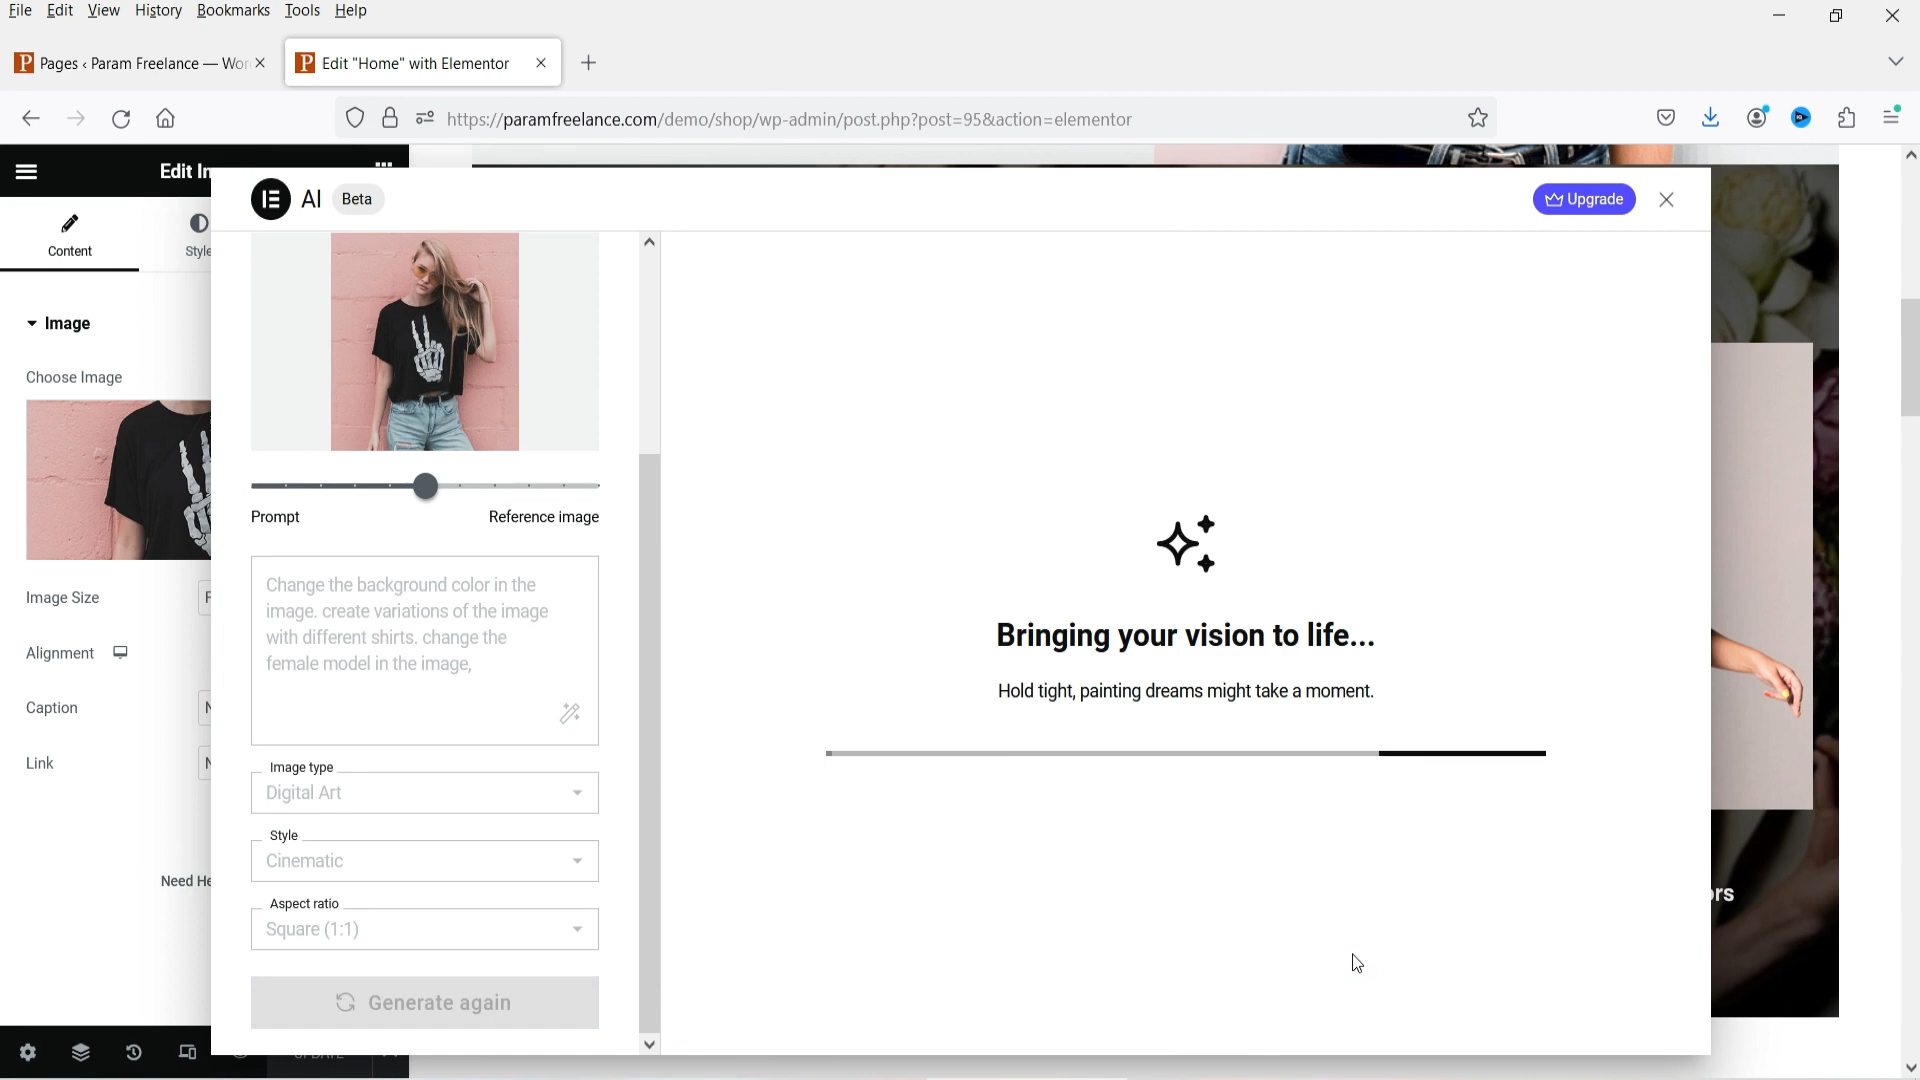 File Edit View History Bookmarks Tools Help
Pages ‹ Param Freelance — Wor
Edit "Home" with Elementor
https://paramfreelance.com/demo/shop/wp-admin/post.php?post=95&action=elementor
Edit
AI Beta
Upgrade
Content
Style
Image
Choose Image
Prompt
Reference image
Change the background color in the
image. create variations of the image
with different shirts. change the
female model in the image,
Image Size
Alignment
Caption
Link
Need
Image type
Digital Art
Style
Cinematic
Aspect ratio
Square (1:1)
Generate again
Bringing your vision to life...
Hold tight, painting dreams might take a moment.